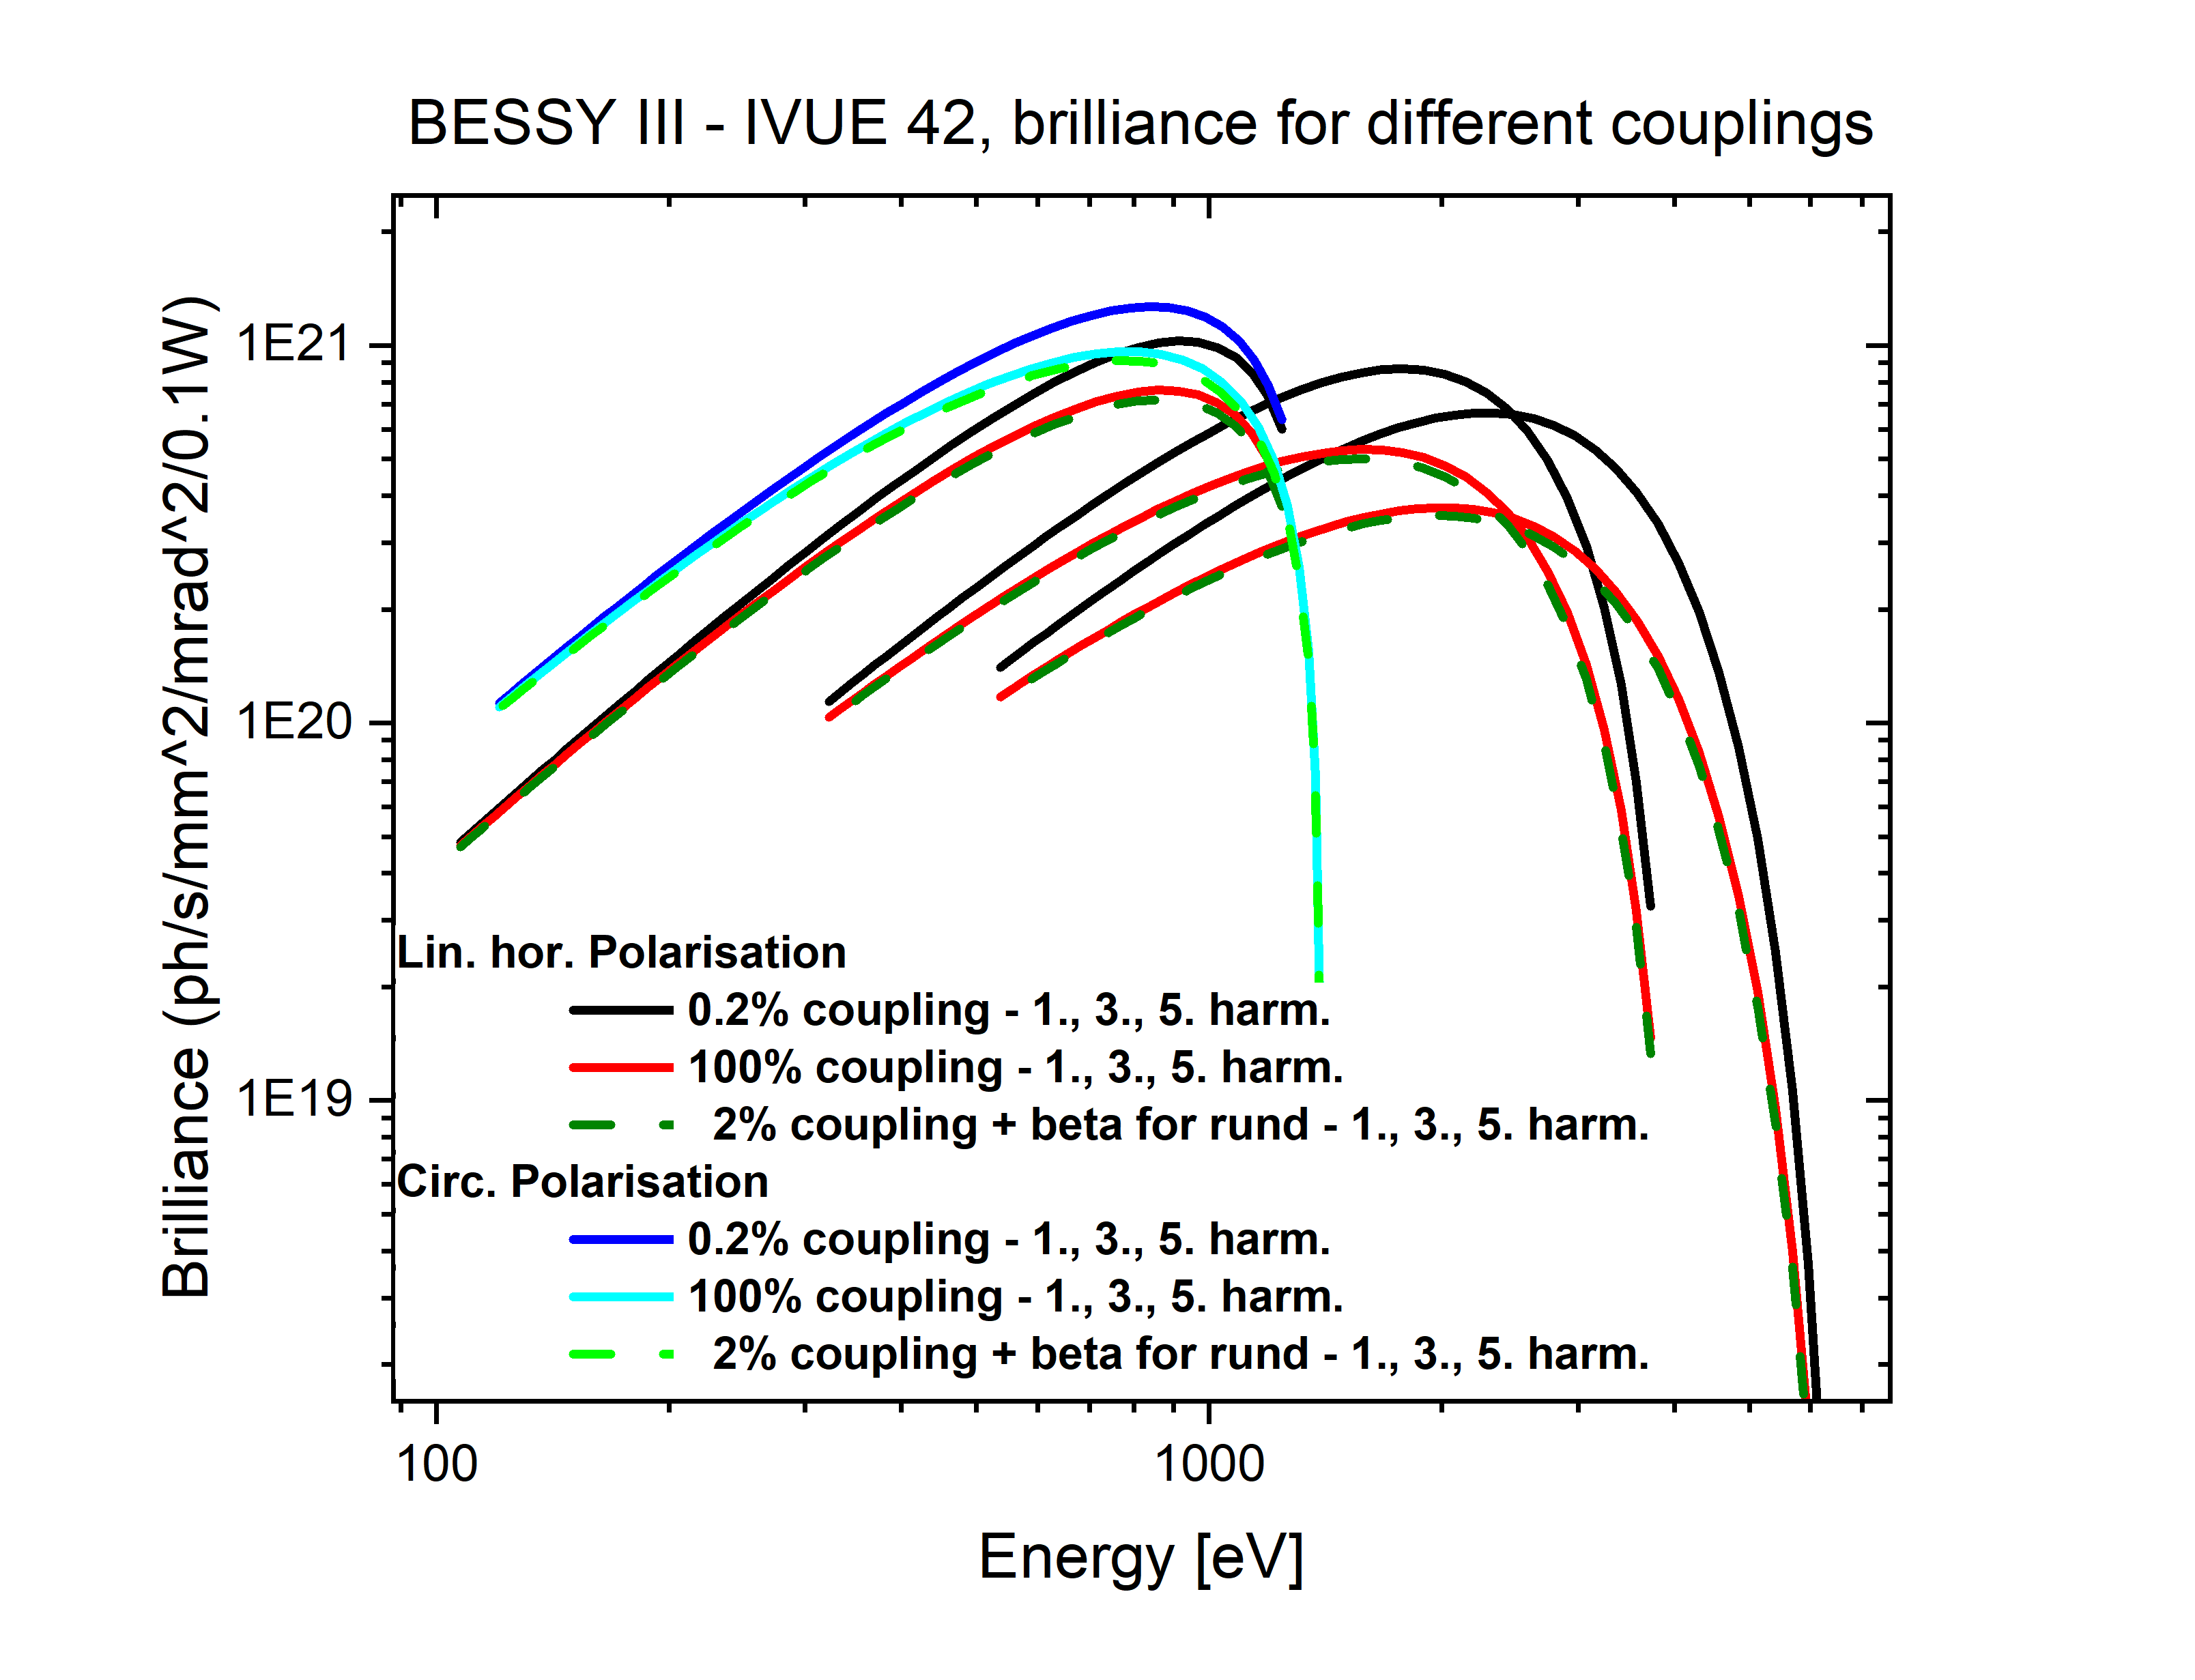 BESSY III - IVUE 42, brilliance for different couplings
Brilliance (ph/s/mm^2/mrad^2/0.1W)
1E21
1E20
1E19
Lin. hor. Polarisation
0.2% coupling - 1., 3., 5. harm.
100% coupling - 1., 3., 5. harm.
2% coupling + beta for rund - 1., 3., 5. harm.
Circ. Polarisation
0.2% coupling - 1., 3., 5. harm.
100% coupling - 1., 3., 5. harm.
2% coupling + beta for rund - 1., 3., 5. harm.
100 1000
Energy [eV]